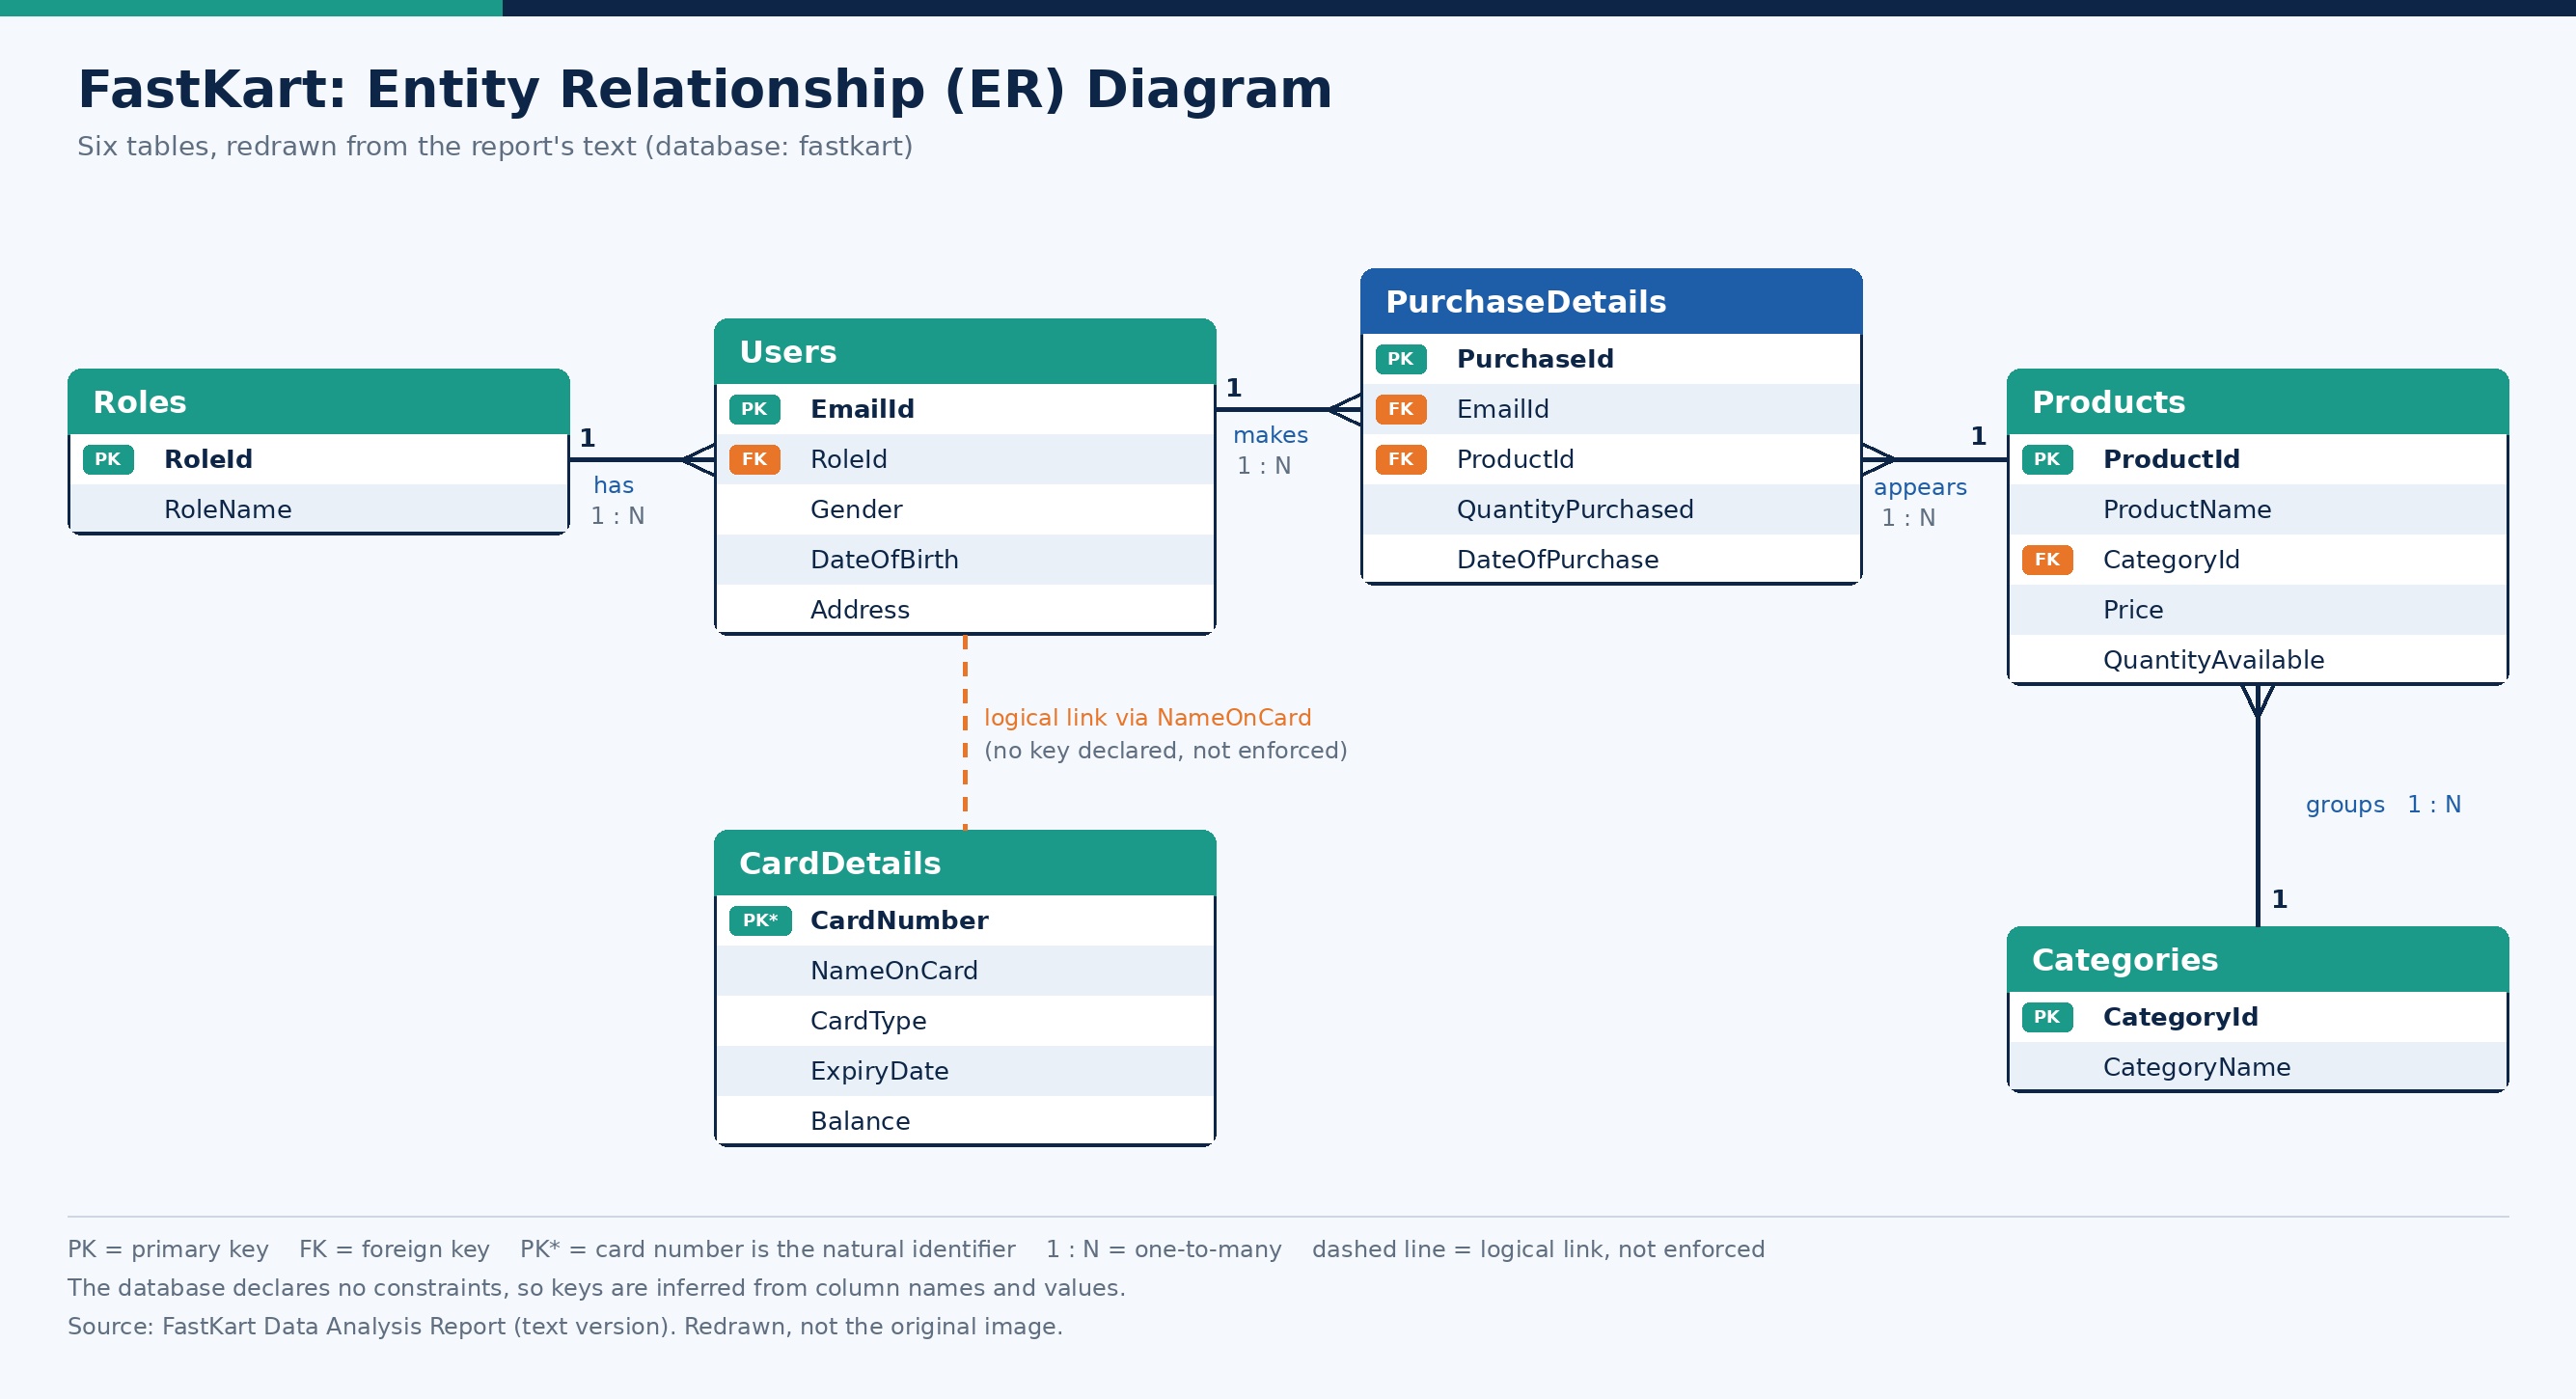 FastKart: Entity Relationship (ER) Diagram
Six tables, redrawn from the report's text (database: fastkart)
Roles
PK RoleId
RoleName
1
has
1 : N
Users
PK EmailId
FK RoleId
Gender
DateOfBirth
Address
1
makes
1 : N
PurchaseDetails
PK PurchaseId
FK EmailId
FK ProductId
QuantityPurchased
DateOfPurchase
1
appears
1 : N
Products
PK ProductId
ProductName
FK CategoryId
Price
QuantityAvailable
logical link via NameOnCard
(no key declared, not enforced)
groups 1 : N
1
CardDetails
PK* CardNumber
NameOnCard
CardType
ExpiryDate
Balance
Categories
PK CategoryId
CategoryName
PK = primary key FK = foreign key PK* = card number is the natural identifier 1 : N = one-to-many dashed line = logical link, not enforced
The database declares no constraints, so keys are inferred from column names and values.
Source: FastKart Data Analysis Report (text version). Redrawn, not the original image.